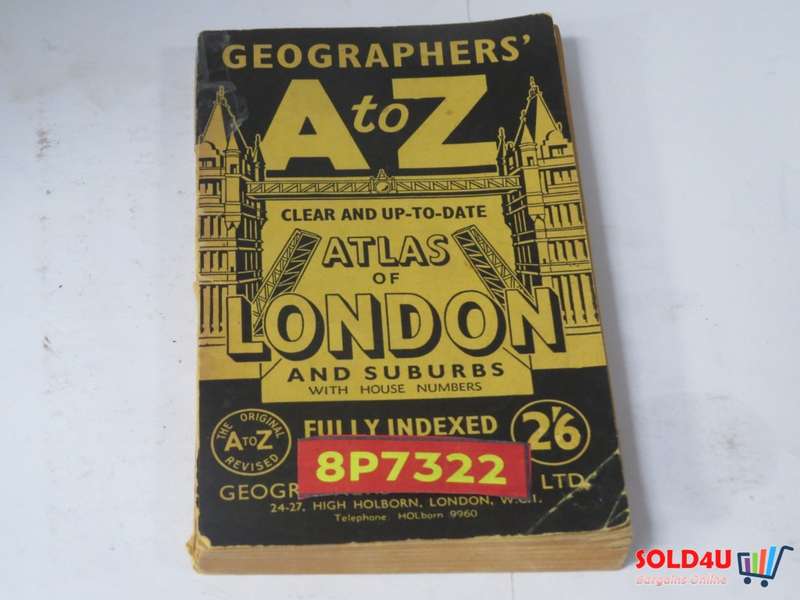 GEOGRAPHERS'
A to Z
CLEAR AND UP-TO-DATE
ATLAS
OF
LONDON
AND SUBURBS
WITH HOUSE NUMBERS
THE ORIGINAL
A TO Z
REVISED
FULLY INDEXED
2'6
8P7322
LTD.
24-27, HIGH HOLBORN, LONDON, W.C.1.
Telephone HOLborn 9960
SOLD4U
Bargains Online